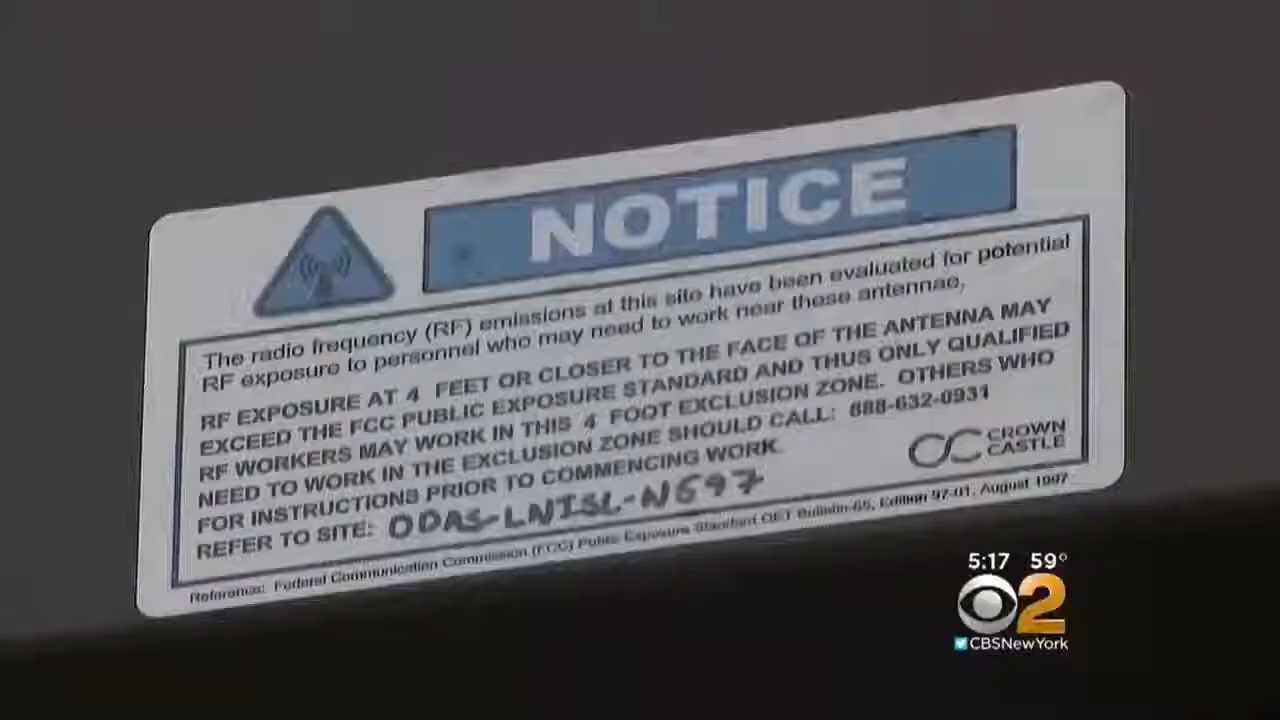 NOTICE
The radio frequency (RF) emissions at this site have been evaluated for potential
RF exposure to personnel who may need to work near these antennae,
RF EXPOSURE AT 4 FEET OR CLOSER TO THE FACE OF THE ANTENNA MAY
EXCEED THE FCC PUBLIC EXPOSURE STANDARD AND THUS ONLY QUALIFIED
RF WORKERS MAY WORK IN THIS 4 FOOT EXCLUSION ZONE. OTHERS WHO
NEED TO WORK IN THE EXCLUSION ZONE SHOULD CALL: 888-632-0931
FOR INSTRUCTIONS PRIOR TO COMMENCING WORK.
REFER TO SITE: ODAS-LNISL-N697
CROWN
CASTLE
Reference: Federal Communication Commission (FCC) Public Exposure Standard OET Bulletin-65, Edition 97-01, August 1997
5:17 59°
2
CBSNewYork